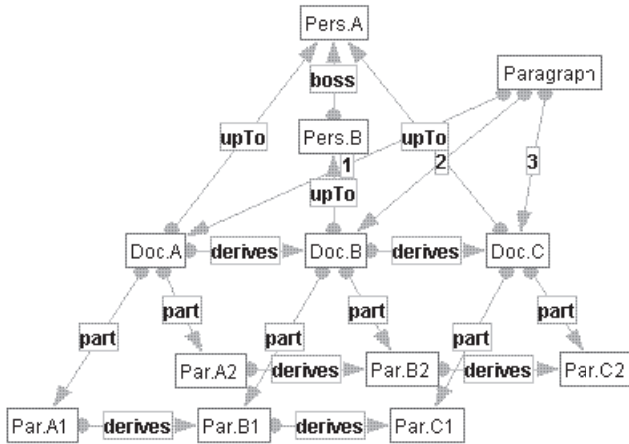 Pers.A
boss
Paragraph
upTo
Pers.B
upTo
1
2
3
upTo
Doc.A
derives
Doc.B
derives
Doc.C
part
part
part
part
part
part
Par.A2
derives
Par.B2
derives
Par.C2
Par.A1
derives
Par.B1
derives
Par.C1